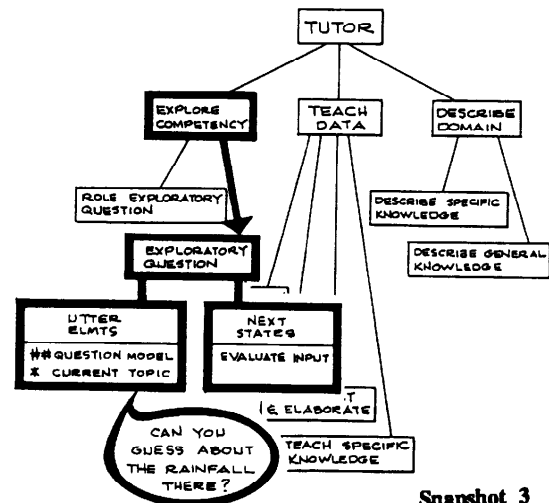 TUTOR
EXPLORE
COMPETENCY
TEACH
DATA
DESCRIBE
DOMAIN
ROLE EXPLORATORY
QUESTION
DESCRIBE SPECIFIC
KNOWLEDGE
EXPLORATORY
QUESTION
DESCRIBE GENERAL
KNOWLEDGE
UTTER
ELMTS
##QUESTION MODEL
* CURRENT TOPIC
NEXT
STATES
EVALUATE INPUT
T
& ELABORATE
CAN YOU
GUESS ABOUT
THE RAINFALL
THERE?
TEACH SPECIFIC
KNOWLEDGE
Snapshot 3